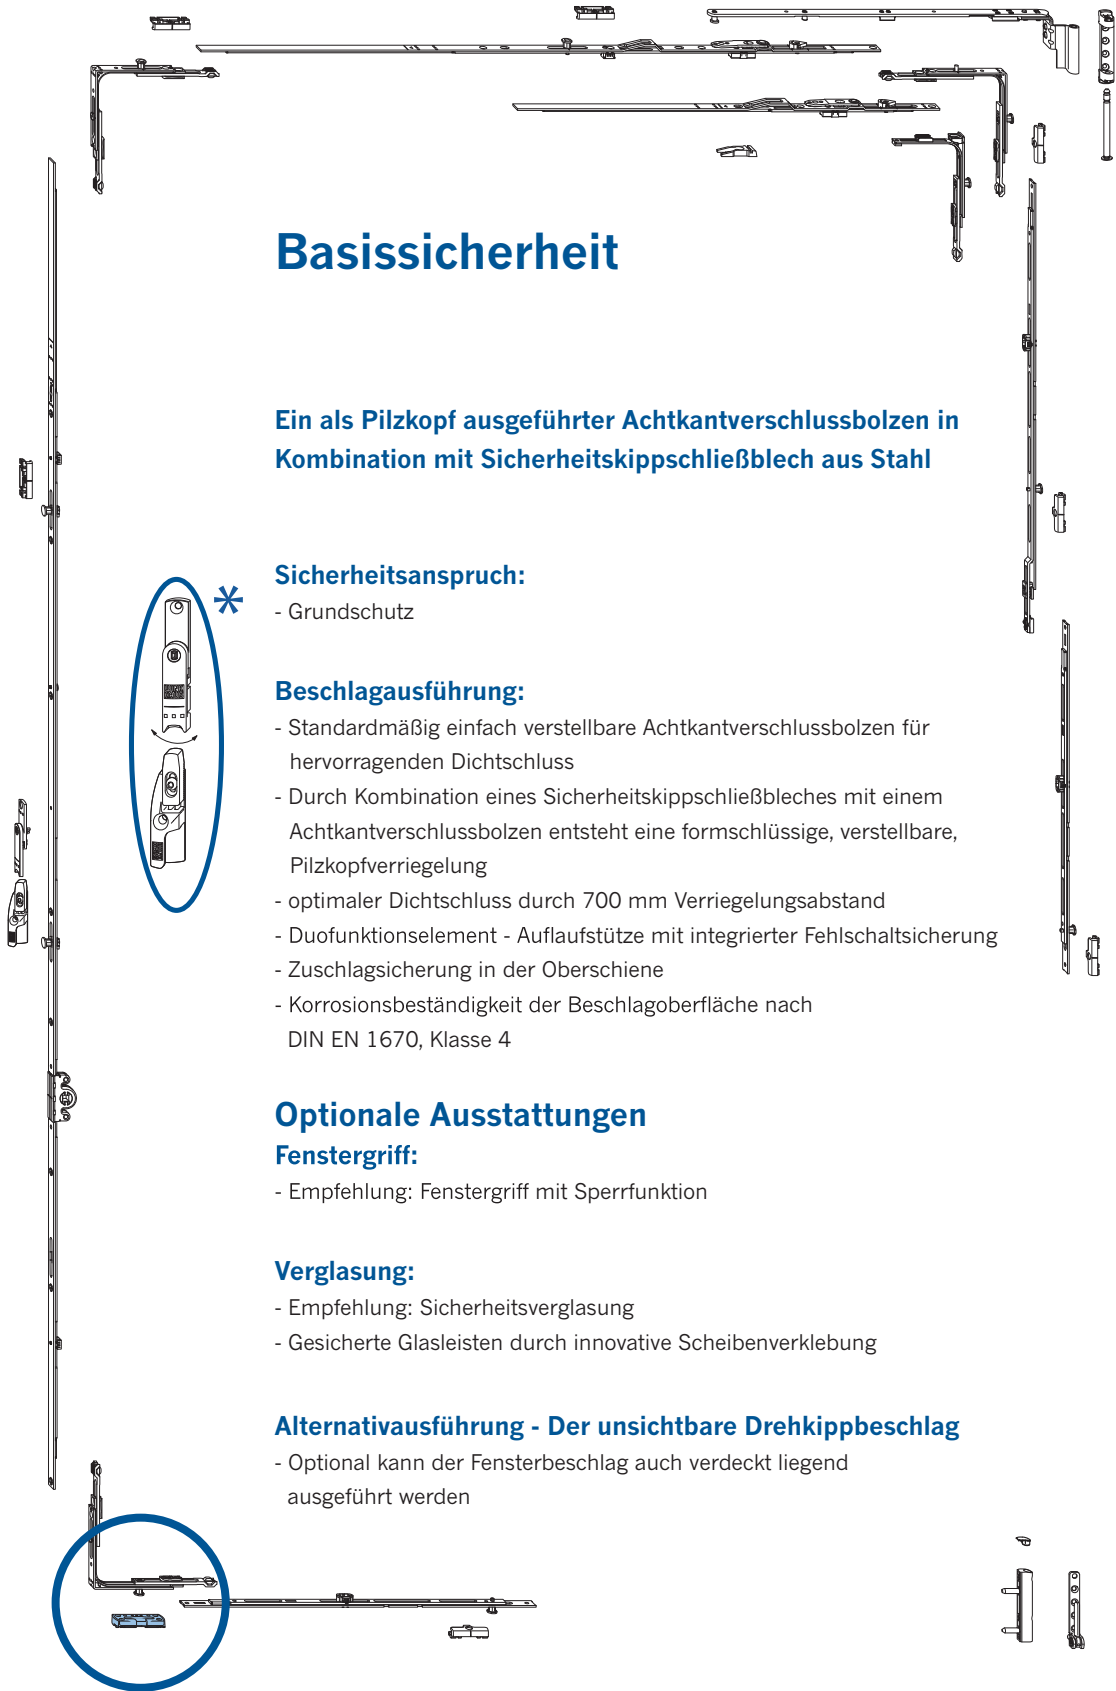 Basissicherheit
Ein als Pilzkopf ausgeführter Achtkantverschlussbolzen in
Kombination mit Sicherheitskippschließblech aus Stahl
*
Sicherheitsanspruch:
- Grundschutz
Beschlagausführung:
- Standardmäßig einfach verstellbare Achtkantverschlussbolzen für
hervorragenden Dichtschluss
- Durch Kombination eines Sicherheitskippschließbleches mit einem
Achtkantverschlussbolzen entsteht eine formschlüssige, verstellbare,
Pilzkopfverriegelung
- optimaler Dichtschluss durch 700 mm Verriegelungsabstand
- Duofunktionselement - Auflaufstütze mit integrierter Fehlschaltsicherung
- Zuschlagsicherung in der Oberschiene
- Korrosionsbeständigkeit der Beschlagoberfläche nach
DIN EN 1670, Klasse 4
Optionale Ausstattungen
Fenstergriff:
- Empfehlung: Fenstergriff mit Sperrfunktion
Verglasung:
- Empfehlung: Sicherheitsverglasung
- Gesicherte Glasleisten durch innovative Scheibenverklebung
Alternativausführung - Der unsichtbare Drehkippbeschlag
- Optional kann der Fensterbeschlag auch verdeckt liegend
ausgeführt werden